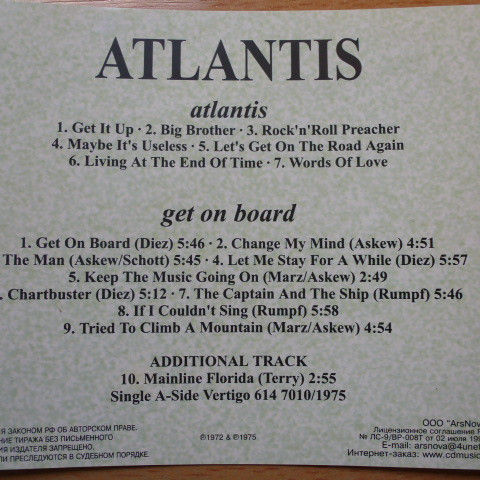 ATLANTIS
atlantis
1. Get It Up · 2. Big Brother · 3. Rock'n'Roll Preacher
4. Maybe It's Useless · 5. Let's Get On The Road Again
6. Living At The End Of Time · 7. Words Of Love
get on board
1. Get On Board (Diez) 5:46 · 2. Change My Mind (Askew) 4:51
The Man (Askew/Schott) 5:45 · 4. Let Me Stay For A While (Diez) 5:57
5. Keep The Music Going On (Marz/Askew) 2:49
. Chartbuster (Diez) 5:12 · 7. The Captain And The Ship (Rumpf) 5:46
8. If I Couldn't Sing (Rumpf) 5:58
9. Tried To Climb A Mountain (Marz/Askew) 4:54
ADDITIONAL TRACK
10. Mainline Florida (Terry) 2:55
Single A-Side Vertigo 614 7010/1975
ЗАКОНОМ РФ ОБ АВТОРСКОМ ПРАВЕ.
ТИРАЖА БЕЗ ПИСЬМЕННОГО
ИЗДАТЕЛЯ ЗАПРЕЩЕНО.
ПРЕСЛЕДУЮТСЯ В СУДЕБНОМ ПОРЯДКЕ.
℗1972 & ℗1975
ООО "ArsNova
Лицензионное соглашение
№ ЛС-9/ВР-008Т от 02 июля 199
E-mail: arsnova@4unet
Интернет-заказ: www.cdmusic